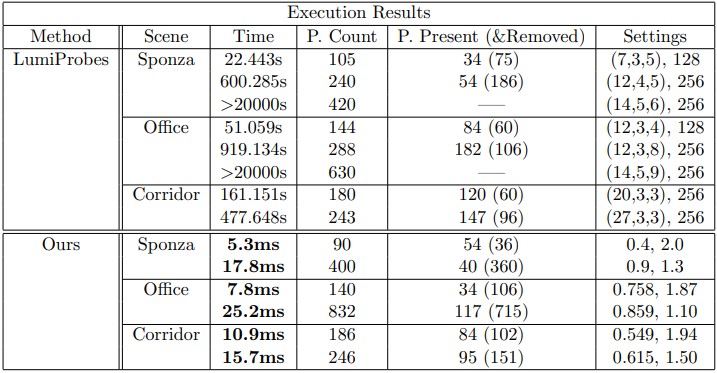 Execution Results
Method Scene Time P. Count P. Present (&Removed) Settings
LumiProbes Sponza 22.443s 105 34 (75) (7,3,5), 128
600.285s 240 54 (186) (12,4,5), 256
>20000s 420 — (14,5,6), 256
Office 51.059s 144 84 (60) (12,3,4), 128
919.134s 288 182 (106) (12,3,8), 256
>20000s 630 — (14,5,9), 256
Corridor 161.151s 180 120 (60) (20,3,3), 256
477.648s 243 147 (96) (27,3,3), 256
Ours Sponza 5.3ms 90 54 (36) 0.4, 2.0
17.8ms 400 40 (360) 0.9, 1.3
Office 7.8ms 140 34 (106) 0.758, 1.87
25.2ms 832 117 (715) 0.859, 1.10
Corridor 10.9ms 186 84 (102) 0.549, 1.94
15.7ms 246 95 (151) 0.615, 1.50